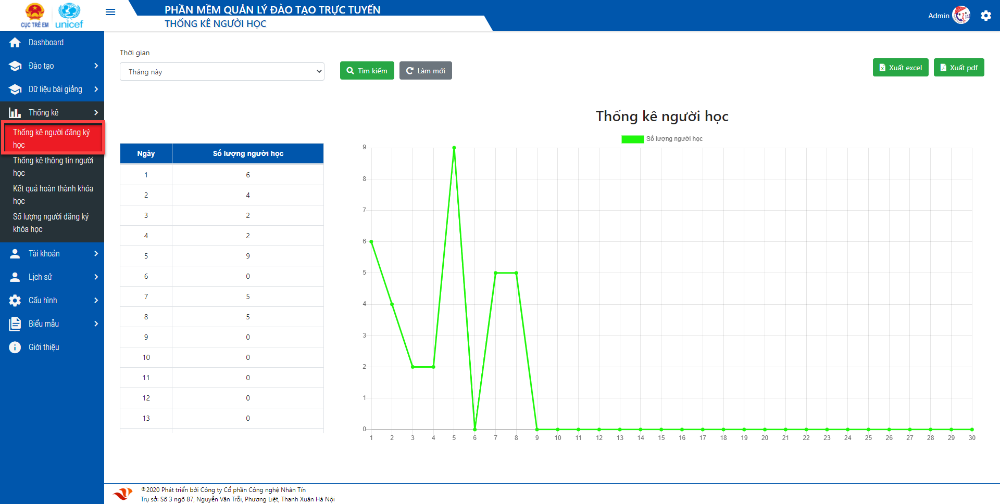 CỤC TRẺ EM
unicef
PHẦN MỀM QUẢN LÝ ĐÀO TẠO TRỰC TUYẾN
THỐNG KÊ NGƯỜI HỌC
Admin
Dashboard
Đào tạo
Dữ liệu bài giảng
Thống kê
Thống kê người đăng ký
học
Thống kê thông tin người
học
Kết quả hoàn thành khóa
học
Số lượng người đăng ký
khóa học
Tài khoản
Lịch sử
Cấu hình
Biểu mẫu
Giới thiệu
Thời gian
Tháng này
Tìm kiếm
Làm mới
Xuất excel
Xuất pdf
Ngày Số lượng người học
1 6
2 4
3 2
4 2
5 9
6 0
7 5
8 5
9 0
10 0
11 0
12 0
13 0
Thống kê người học
Số lượng người học
9
8
7
6
5
4
3
2
1
0
1 2 3 4 5 6 7 8 9 10 11 12 13 14 15 16 17 18 19 20 21 22 23 24 25 26 27 28 29 30
©2020 Phát triển bởi Công ty Cổ phần Công nghệ Nhân Tín
Trụ sở: Số 3 ngõ 87, Nguyễn Văn Trỗi, Phương Liệt, Thanh Xuân Hà Nội